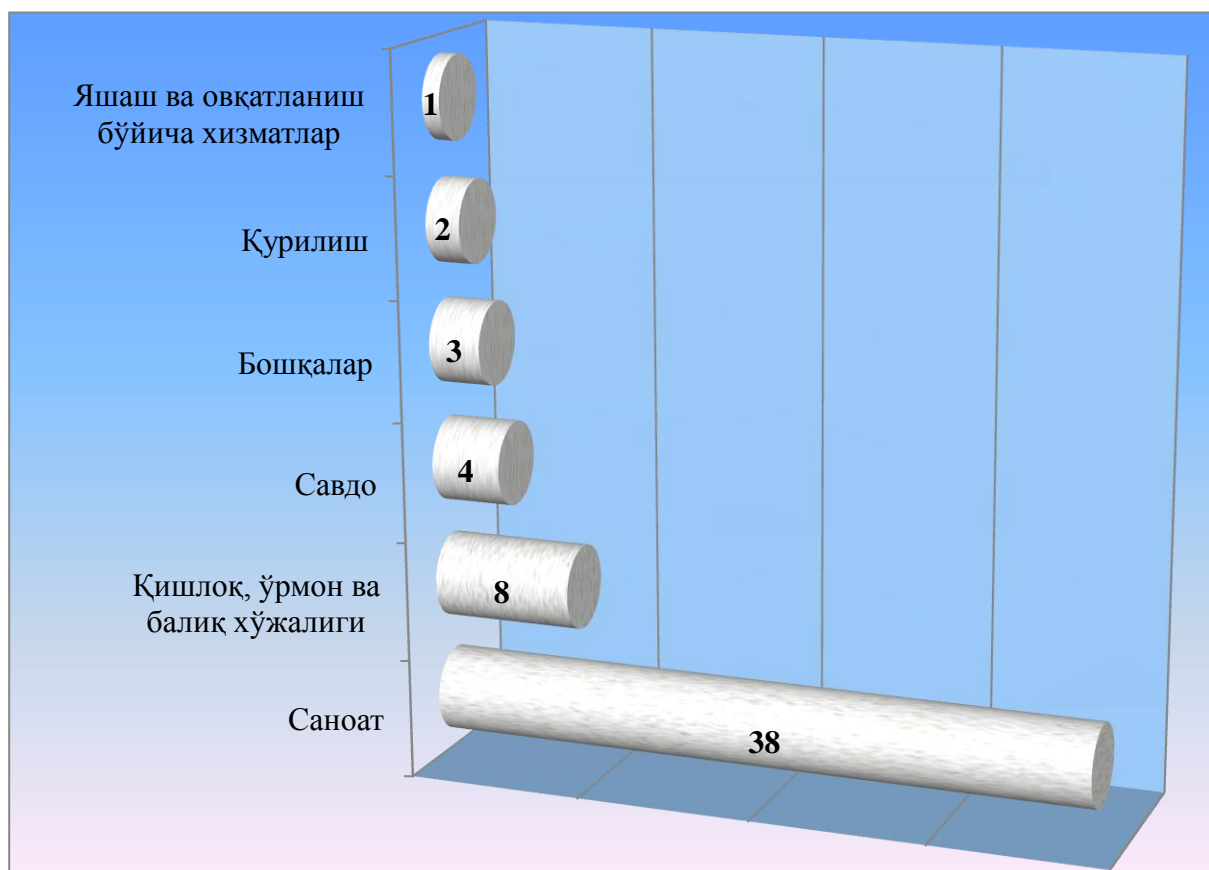 Яшаш ва овқатланиш
бўйича хизматлар
1
Қурилиш
2
Бошқалар
3
Савдо
4
Қишлоқ, ўрмон ва
балиқ хўжалиги
8
Саноат
38